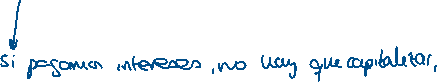 si pagamos intereses, no hay que capitalizar.